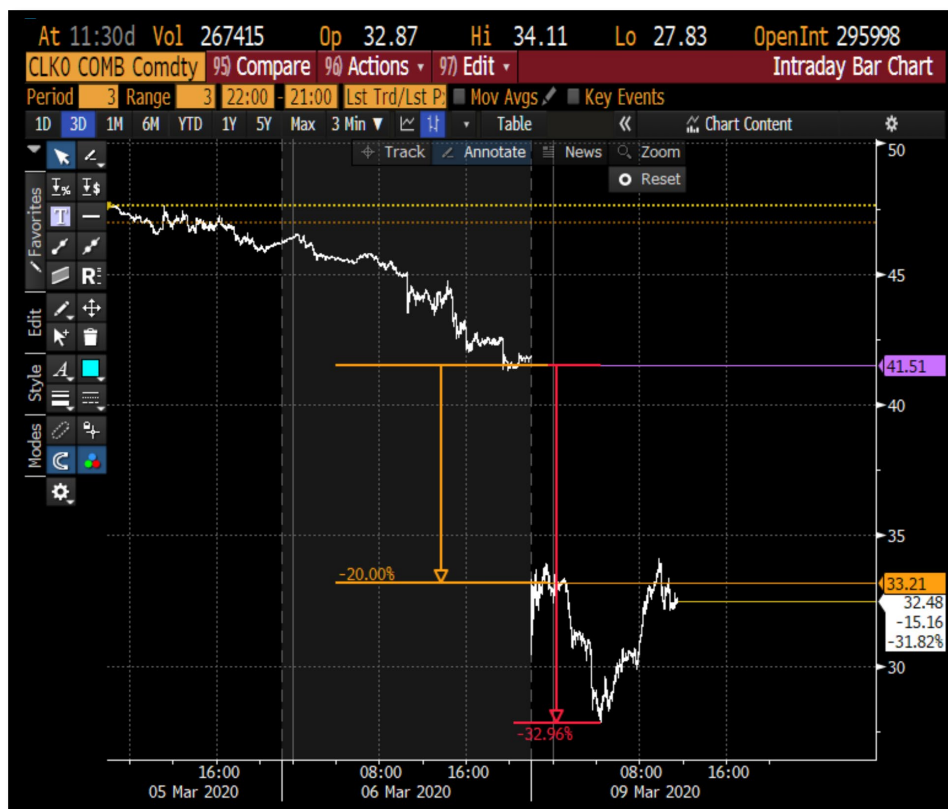 At 11:30d Vol 267415 Op 32.87 Hi 34.11 Lo 27.83 OpenInt 295998
CLK0 COMB Comdty 95) Compare 96) Actions 97) Edit Intraday Bar Chart
Period 3 Range 3 22:00 - 21:00 Lst Trd/Lst P Mov Avgs Key Events
1D 3D 1M 6M YTD 1Y 5Y Max 3 Min Table Chart Content
Track Annotate News Zoom
Reset
Favorites
Edit
Style
Modes
50
45
41.51
40
35
-20.00%
33.21
32.48
-15.16
-31.82%
30
-32.96%
16:00 08:00 16:00 08:00 16:00
05 Mar 2020 06 Mar 2020 09 Mar 2020